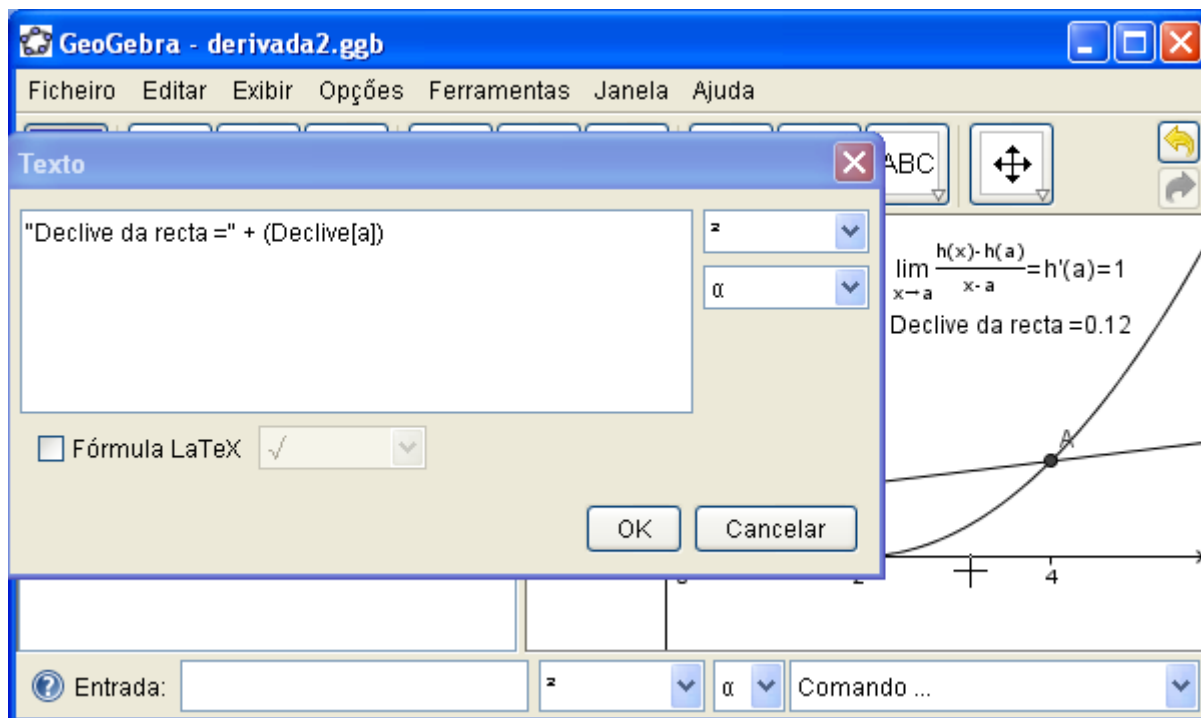 GeoGebra - derivada2.ggb
Ficheiro Editar Exibir Opções Ferramentas Janela Ajuda
ABC
Texto
"Declive da recta =" + (Declive[a])
²
α
Fórmula LaTeX √
OK Cancelar
lim h(x)-h(a) =h'(a)=1
x→a x-a
Declive da recta =0.12
A
4
Entrada: ² α Comando ...